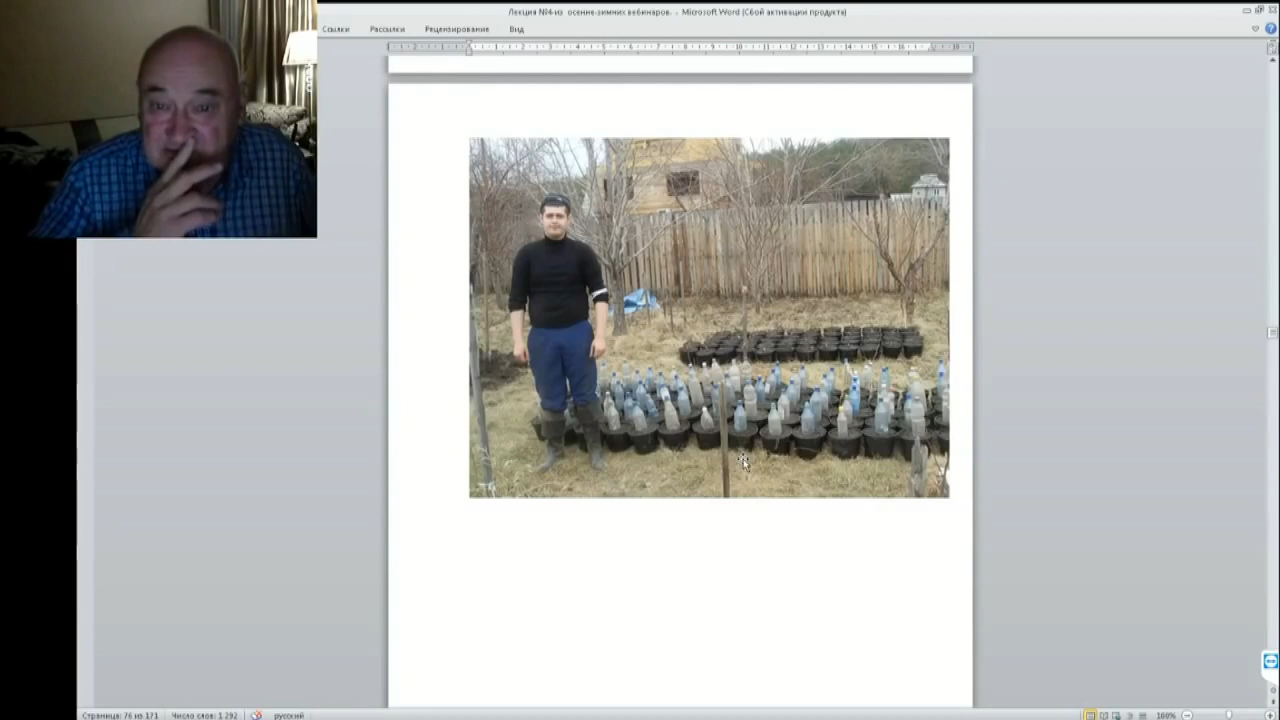 Лекция №4-из осенне-зимних вебинаров. - Microsoft Word (Сбой активации продукта)
Ссылки Рассылки Рецензирование Вид
Страница: 76 из 171 Число слов: 1 292 русский 100%